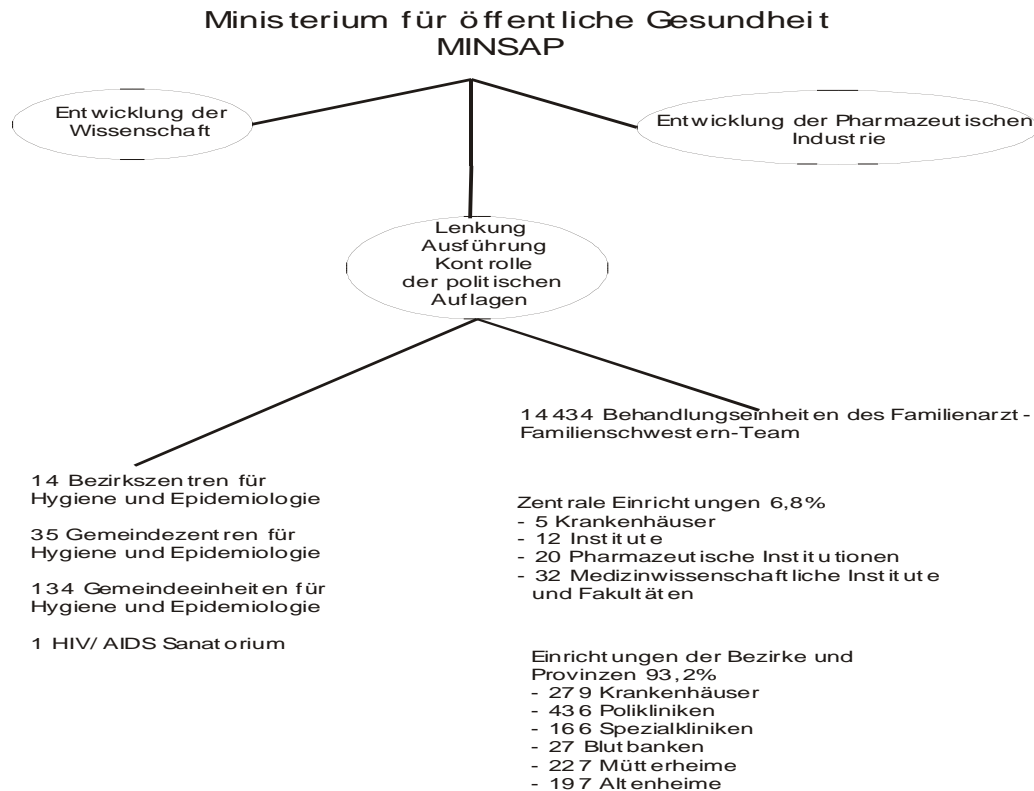 Ministerium für öffentliche Gesundheit
MINSAP
Entwicklung der
Wissenschaft
Entwicklung der Pharmazeutischen
Industrie
Lenkung
Ausführung
Kontrolle
der politischen
Auflagen
14 Bezirkszentren für
Hygiene und Epidemiologie
35 Gemeindezentren für
Hygiene und Epidemiologie
134 Gemeindeeinheiten für
Hygiene und Epidemiologie
1 HIV/AIDS Sanatorium
14434 Behandlungseinheiten des Familienarzt-
Familienschwestern-Team
Zentrale Einrichtungen 6,8%
- 5 Krankenhäuser
- 12 Institute
- 20 Pharmazeutische Institutionen
- 32 Medizinwissenschaftliche Institute
und Fakultäten
Einrichtungen der Bezirke und
Provinzen 93,2%
- 279 Krankenhäuser
- 436 Polikliniken
- 166 Spezialkliniken
- 27 Blutbanken
- 227 Mütterheime
- 197 Altenheime